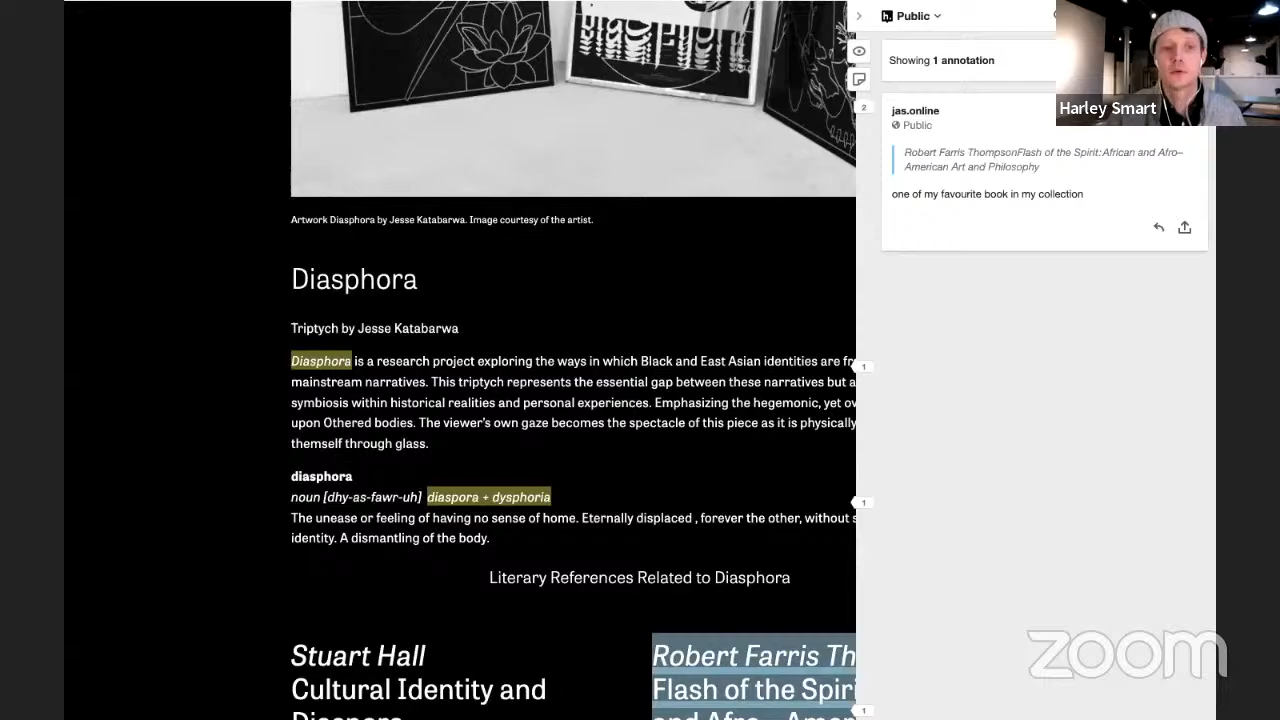 Public
Showing 1 annotation
Harley Smart
2
jas.online
Public
Robert Farris ThompsonFlash of the Spirit:African and Afro–
American Art and Philosophy
one of my favourite book in my collection
Artwork Diasphora by Jesse Katabarwa. Image courtesy of the artist.
Diasphora
Triptych by Jesse Katabarwa
Diasphora is a research project exploring the ways in which Black and East Asian identities are
mainstream narratives. This triptych represents the essential gap between these narratives but
symbiosis within historical realities and personal experiences. Emphasizing the hegemonic, yet
upon Othered bodies. The viewer's own gaze becomes the spectacle of this piece as it is physically
themself through glass.
1
diasphora
noun [dhy-as-fawr-uh] diaspora + dysphoria
1
The unease or feeling of having no sense of home. Eternally displaced , forever the other, without
identity. A dismantling of the body.
Literary References Related to Diasphora
Stuart Hall
Cultural Identity and
Robert Farris
Flash of the
1
zoom